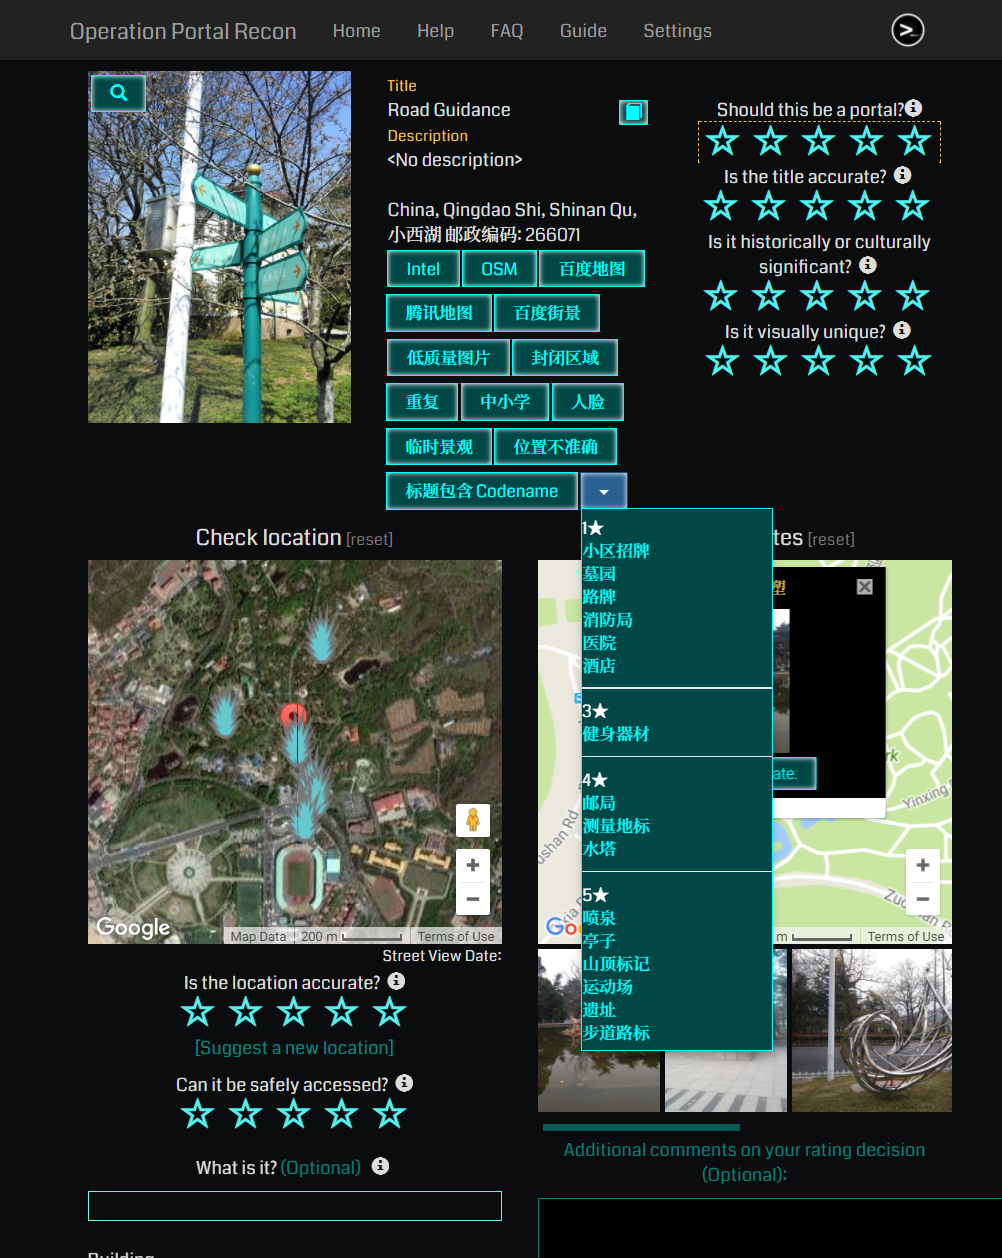 Operation Portal Recon
Home
Help
FAQ
Guide
Settings
Title
Road Guidance
Description
<No description>
China, Qingdao Shi, Shinan Qu,
小西湖 邮政编码: 266071
Intel
OSM
百度地图
腾讯地图
百度街景
低质量图片
封闭区域
重复
中小学
人脸
临时景观
位置不准确
标题包含 Codename
Should this be a portal?
Is the title accurate?
Is it historically or culturally
significant?
Is it visually unique?
1★
小区招牌
墓园
路牌
消防局
医院
酒店
3★
健身器材
4★
邮局
测量地标
水塔
5★
喷泉
亭子
山顶标记
运动场
遗址
步道路标
Check location [reset]
Google
Map Data
200 m
Terms of Use
Street View Date:
Is the location accurate?
[Suggest a new location]
Can it be safely accessed?
What is it? (Optional)
tes [reset]
塑
ate.
rk
Yinxing
ushan Rd
Zuo
m
Terms of Use
Additional comments on your rating decision
(Optional):
Building